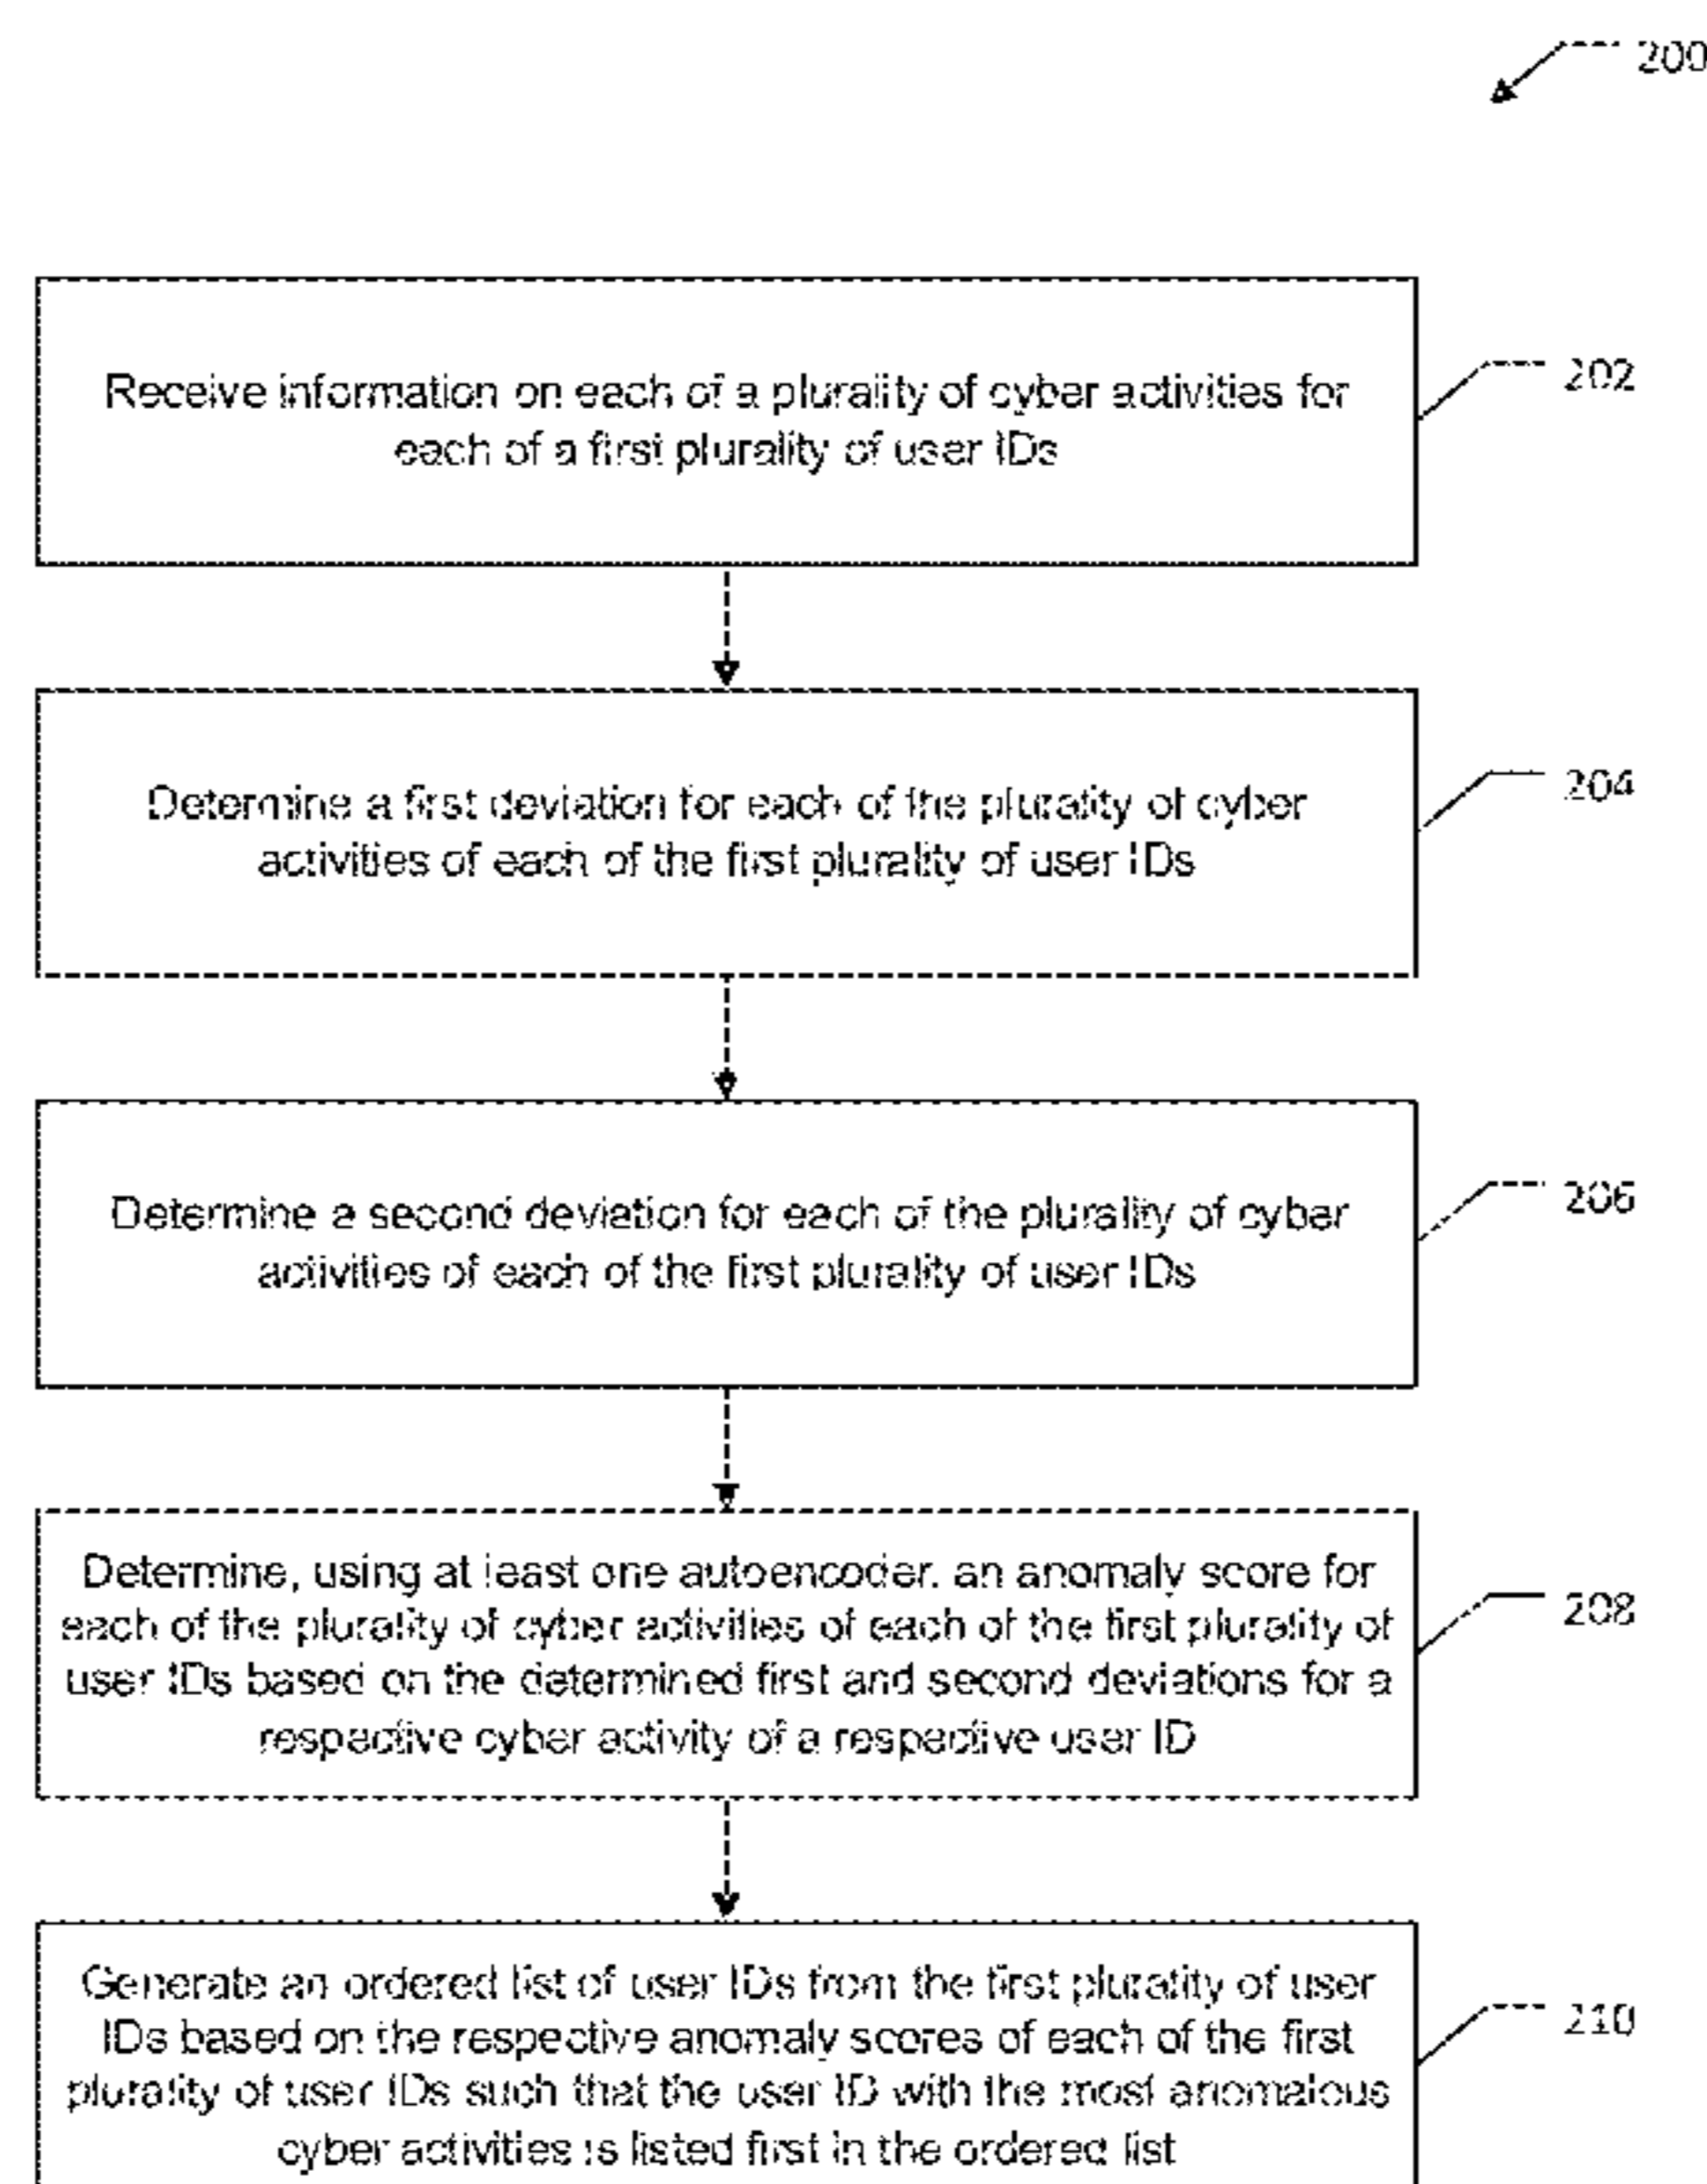 200
Receive information on each of a plurality of cyber activities for
each of a first plurality of user IDs
202
Determine a first deviation for each of the plurality of cyber
activities of each of the first plurality of user IDs
204
Determine a second deviation for each of the plurality of cyber
activities of each of the first plurality of user IDs
206
Determine, using at least one autoencoder, an anomaly score for
each of the plurality of cyber activities of each of the first plurality of
user IDs based on the determined first and second deviations for a
respective cyber activity of a respective user ID
208
Generate an ordered list of user IDs from the first plurality of user
IDs based on the respective anomaly scores of each of the first
plurality of user IDs such that the user ID with the most anomalous
cyber activities is listed first in the ordered list
210